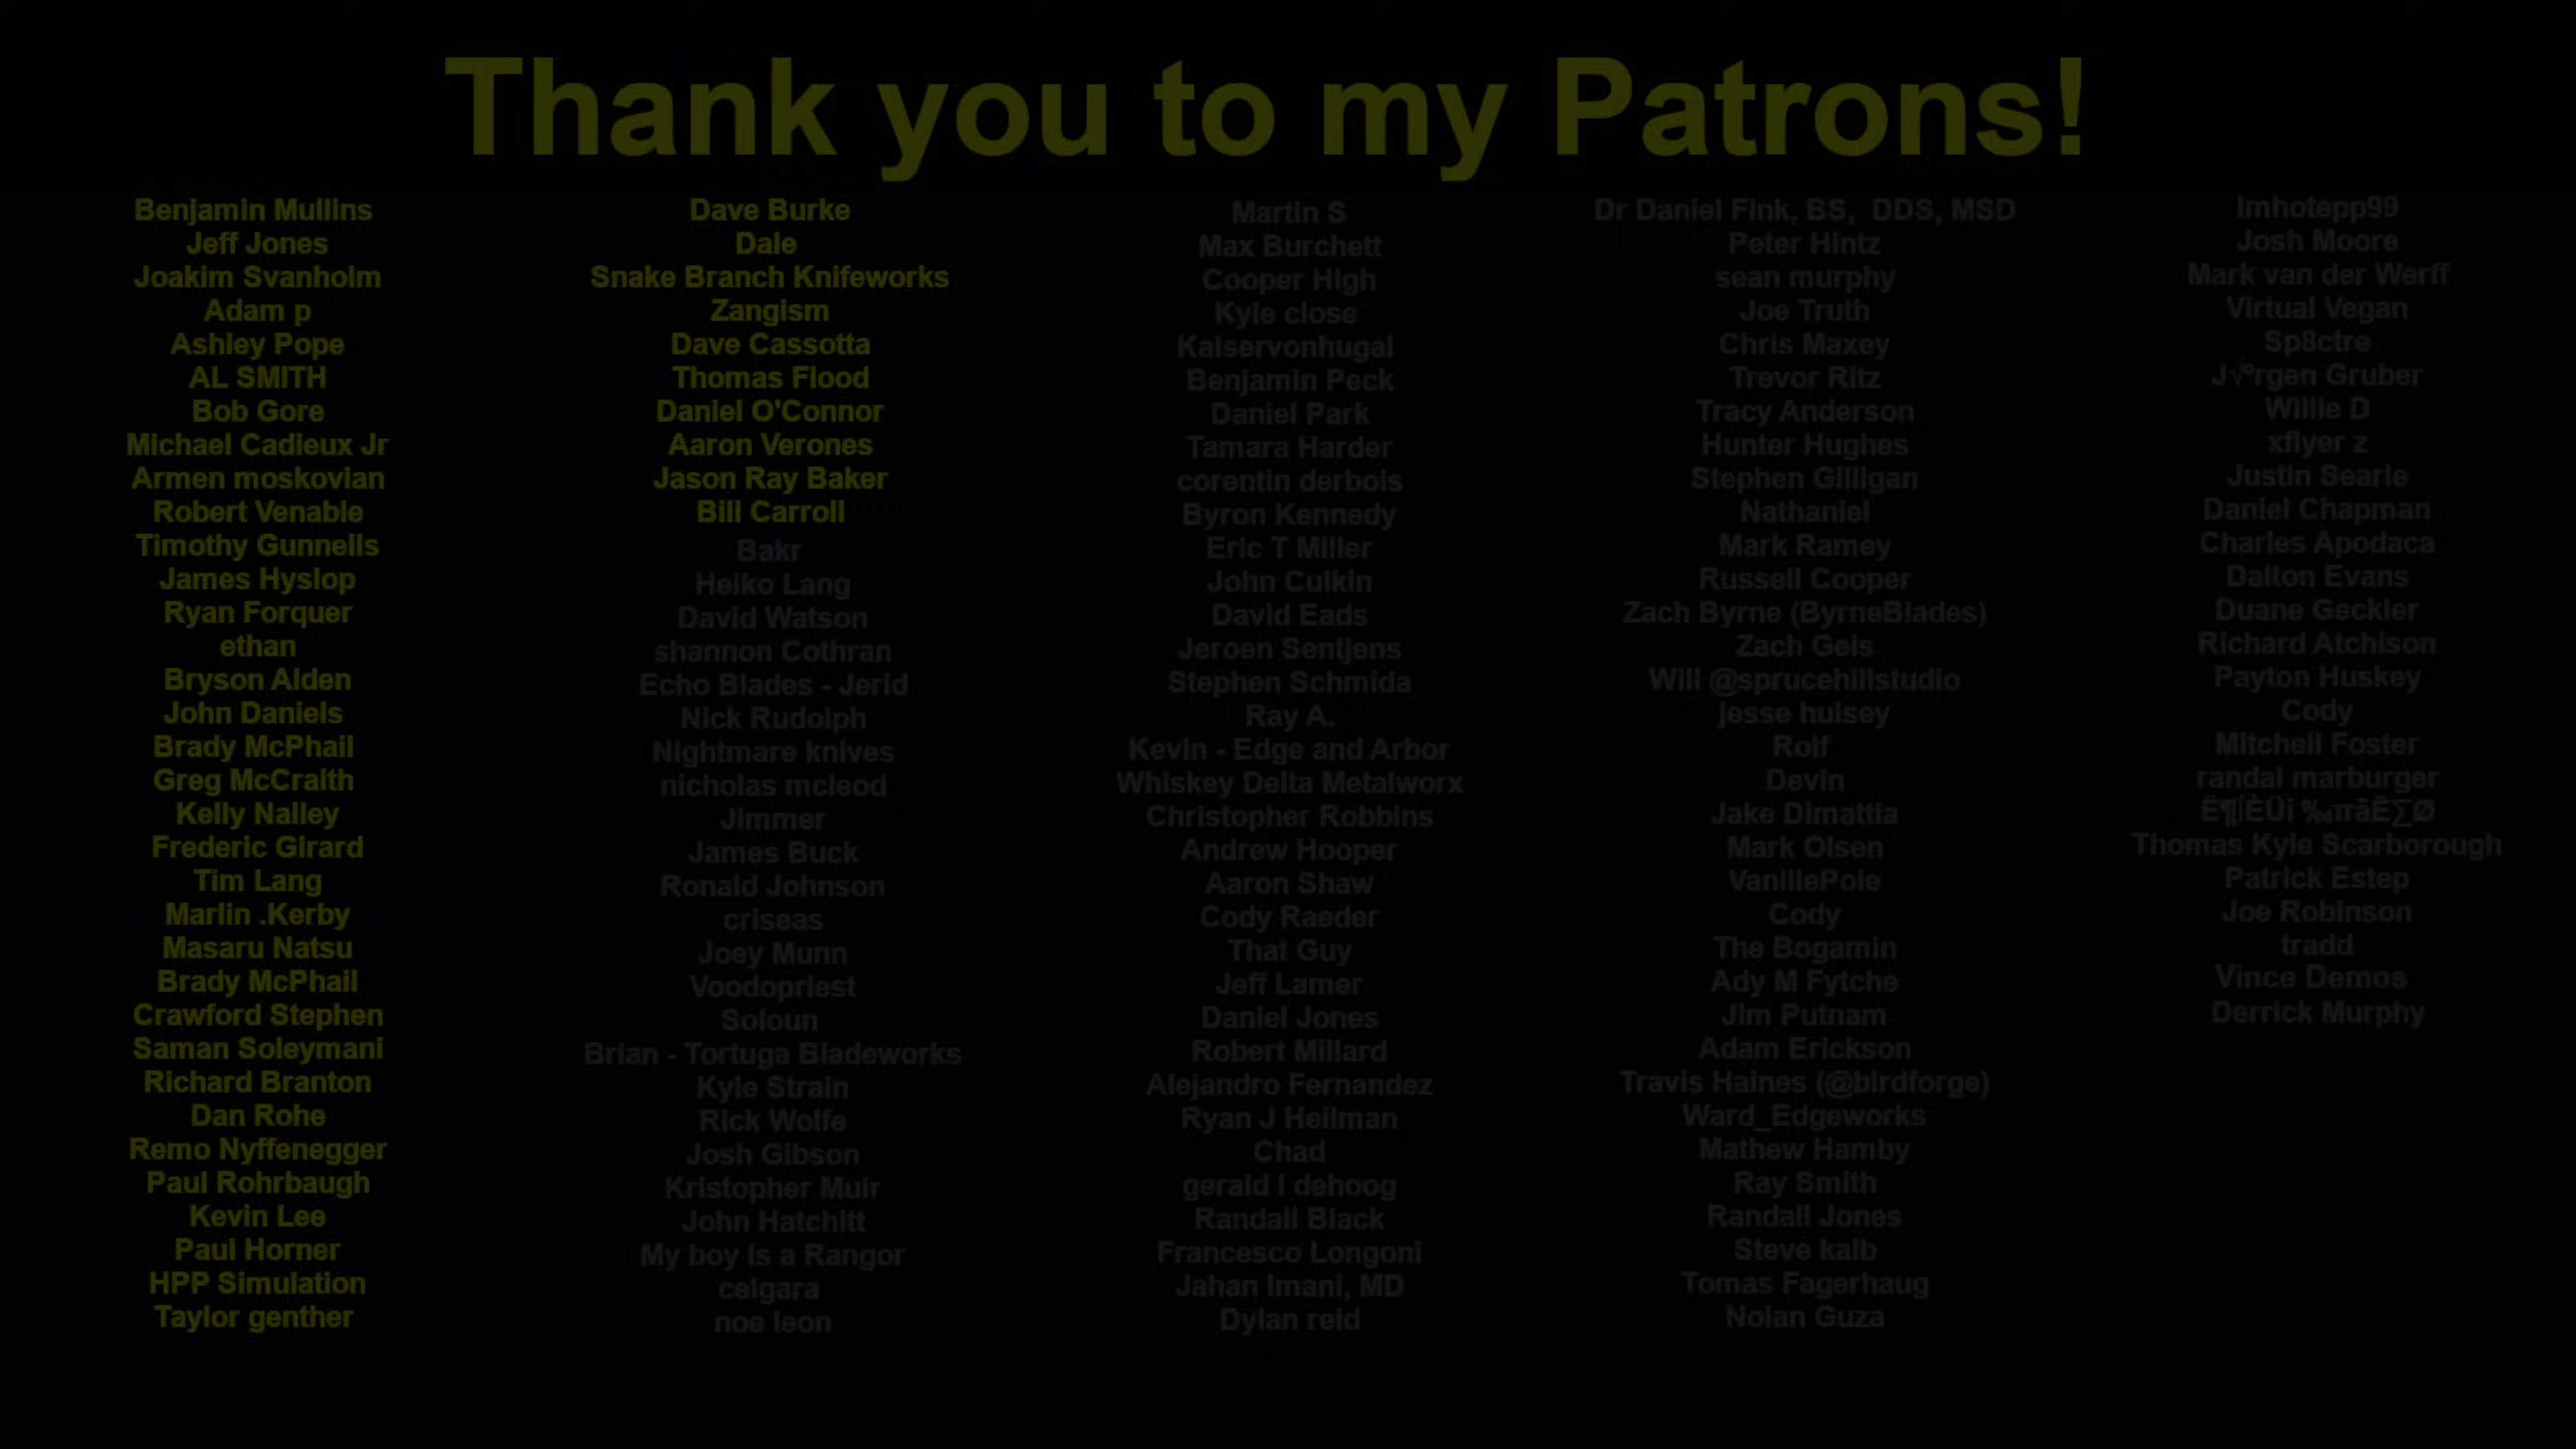 Thank you to my Patrons!
Benjamin Mullins
Jeff Jones
Joakim Svanholm
Adam p
Ashley Pope
AL SMITH
Bob Gore
Michael Cadieux Jr
Armen moskovian
Robert Venable
Timothy Gunnells
James Hyslop
Ryan Forquer
ethan
Bryson Alden
John Daniels
Brady McPhail
Greg McCraith
Kelly Nalley
Frederic Girard
Tim Lang
Marlin .Kerby
Masaru Natsu
Brady McPhail
Crawford Stephen
Saman Soleymani
Richard Branton
Dan Rohe
Remo Nyffenegger
Paul Rohrbaugh
Kevin Lee
Paul Horner
HPP Simulation
Taylor genther
Dave Burke
Dale
Snake Branch Knifeworks
Zangism
Dave Cassotta
Thomas Flood
Daniel O'Connor
Aaron Verones
Jason Ray Baker
Bill Carroll
Bakr
Heiko Lang
David Watson
shannon Cothran
Echo Blades - Jerid
Nick Rudolph
Nightmare knives
nicholas mcleod
Jimmer
James Buck
Ronald Johnson
criseas
Joey Munn
Voodopriest
Soloun
Brian - Tortuga Bladeworks
Kyle Strain
Rick Wolfe
Josh Gibson
Kristopher Muir
John Hatchitt
My boy is a Rangor
celgara
noe leon
Martin S
Max Burchett
Cooper High
Kyle close
Kaiservonhugal
Benjamin Peck
Daniel Park
Tamara Harder
corentin derbois
Byron Kennedy
Eric T Miller
John Culkin
David Eads
Jeroen Sentjens
Stephen Schmida
Ray A.
Kevin - Edge and Arbor
Whiskey Delta Metalworx
Christopher Robbins
Andrew Hooper
Aaron Shaw
Cody Raeder
That Guy
Jeff Lamer
Daniel Jones
Robert Millard
Alejandro Fernandez
Ryan J Heilman
Chad
gerald l dehoog
Randall Black
Francesco Longoni
Jahan Imani, MD
Dylan reid
Dr Daniel Fink, BS, DDS, MSD
Peter Hintz
sean murphy
Joe Truth
Chris Maxey
Trevor Ritz
Tracy Anderson
Hunter Hughes
Stephen Gilligan
Nathaniel
Mark Ramey
Russell Cooper
Zach Byrne (ByrneBlades)
Zach Geis
Will @sprucehillstudio
jesse hulsey
Rolf
Devin
Jake Dimattia
Mark Olsen
VanillePole
Cody
The Bogamin
Ady M Fytche
Jim Putnam
Adam Erickson
Travis Haines (@birdforge)
Ward_Edgeworks
Mathew Hamby
Ray Smith
Randall Jones
Steve kalb
Tomas Fagerhaug
Nolan Guza
Imhotepp99
Josh Moore
Mark van der Werff
Virtual Vegan
Sp8ctre
J√ºrgen Gruber
Willie D
xflyer z
Justin Searle
Daniel Chapman
Charles Apodaca
Dalton Evans
Duane Geckler
Richard Atchison
Payton Huskey
Cody
Mitchell Foster
randal marburger
Thomas Kyle Scarborough
Patrick Estep
Joe Robinson
tradd
Vince Demos
Derrick Murphy